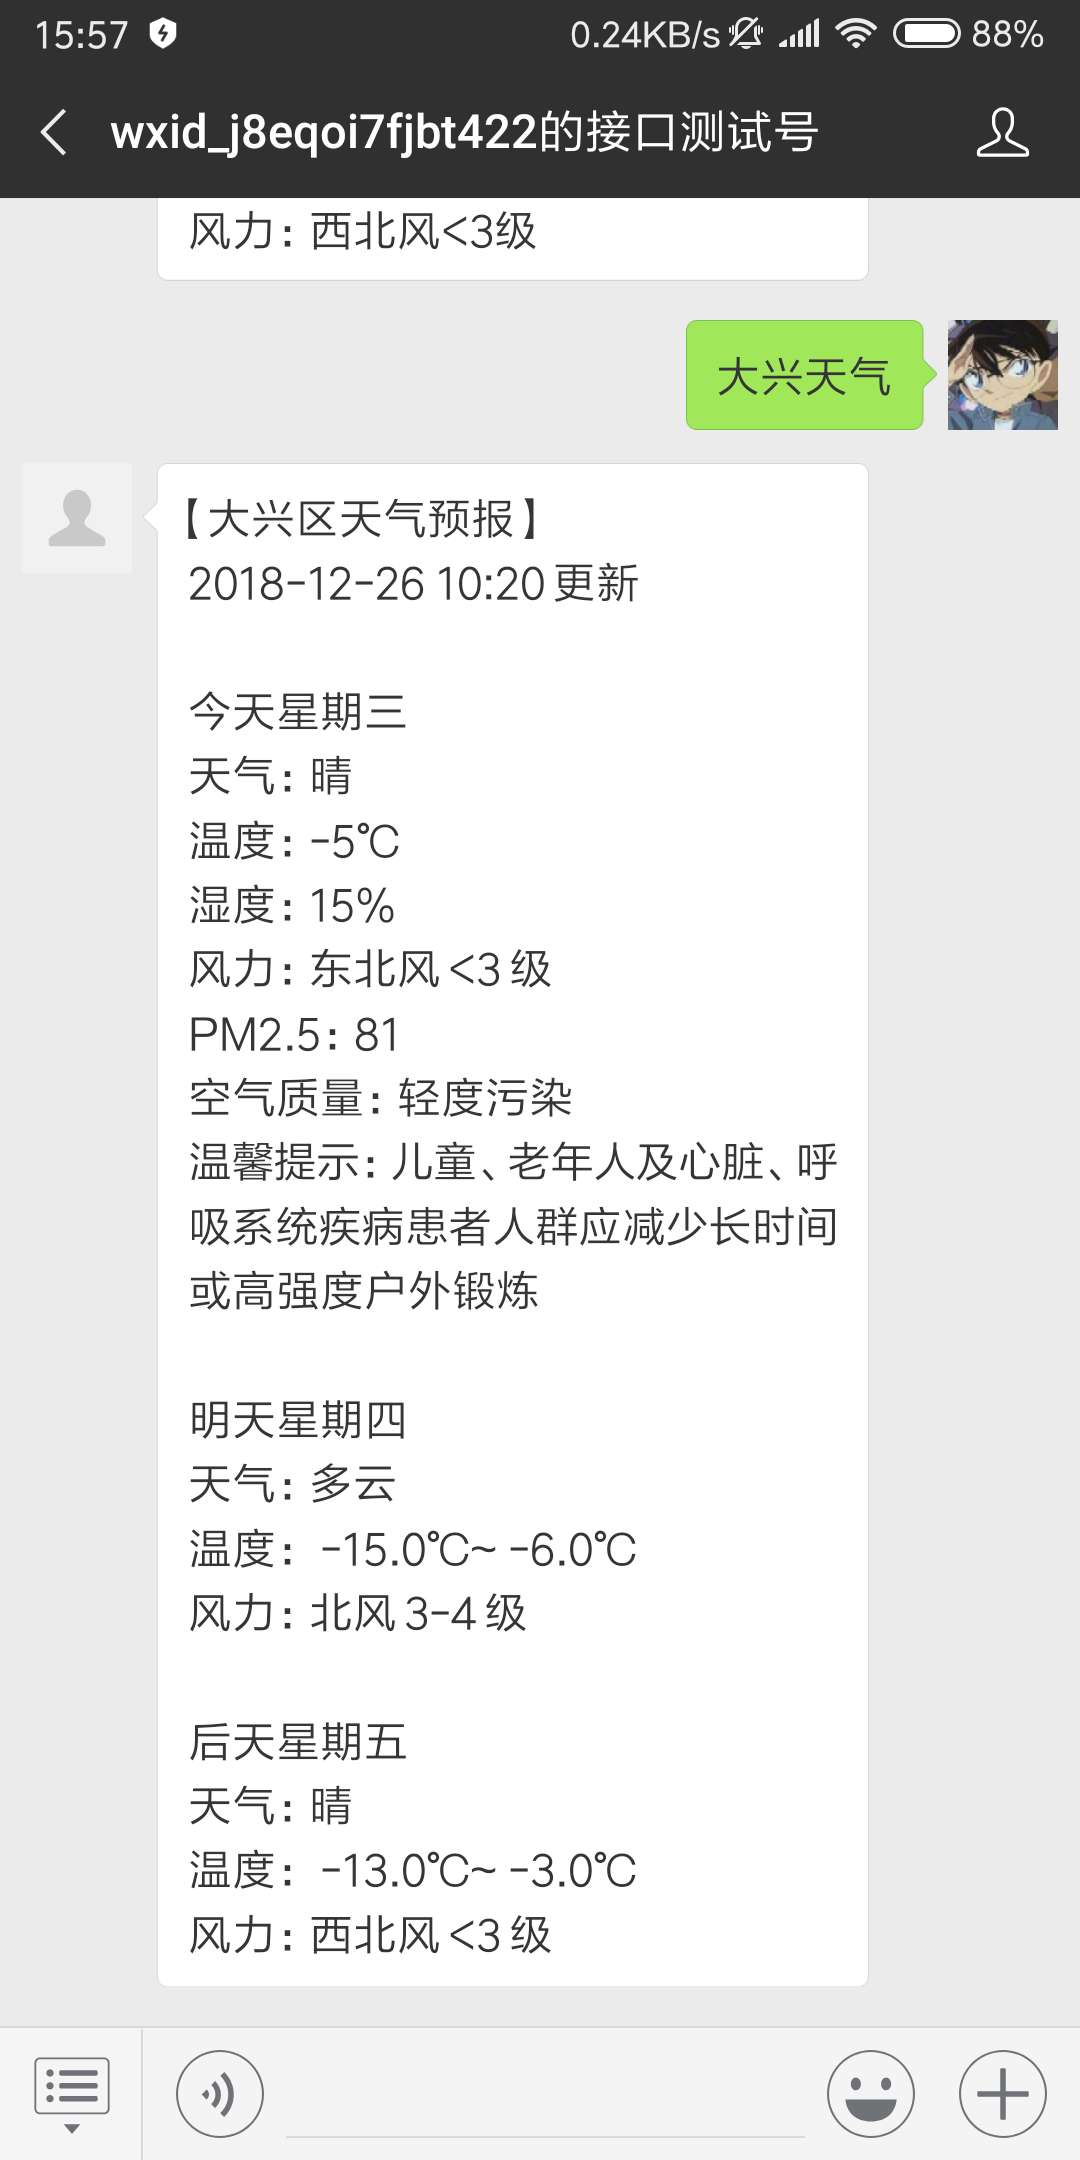 15:57
0.24KB/s
88%
wxid_j8eqoi7fjbt422的接口测试号
风力：西北风<3级
大兴天气
【大兴区天气预报】
2018-12-26 10:20更新
今天星期三
天气：晴
温度：-5℃
湿度：15%
风力：东北风<3级
PM2.5：81
空气质量：轻度污染
温馨提示：儿童、老年人及心脏、呼
吸系统疾病患者人群应减少长时间
或高强度户外锻炼
明天星期四
天气：多云
温度： -15.0℃~ -6.0℃
风力：北风3-4级
后天星期五
天气：晴
温度： -13.0℃~ -3.0℃
风力：西北风<3级